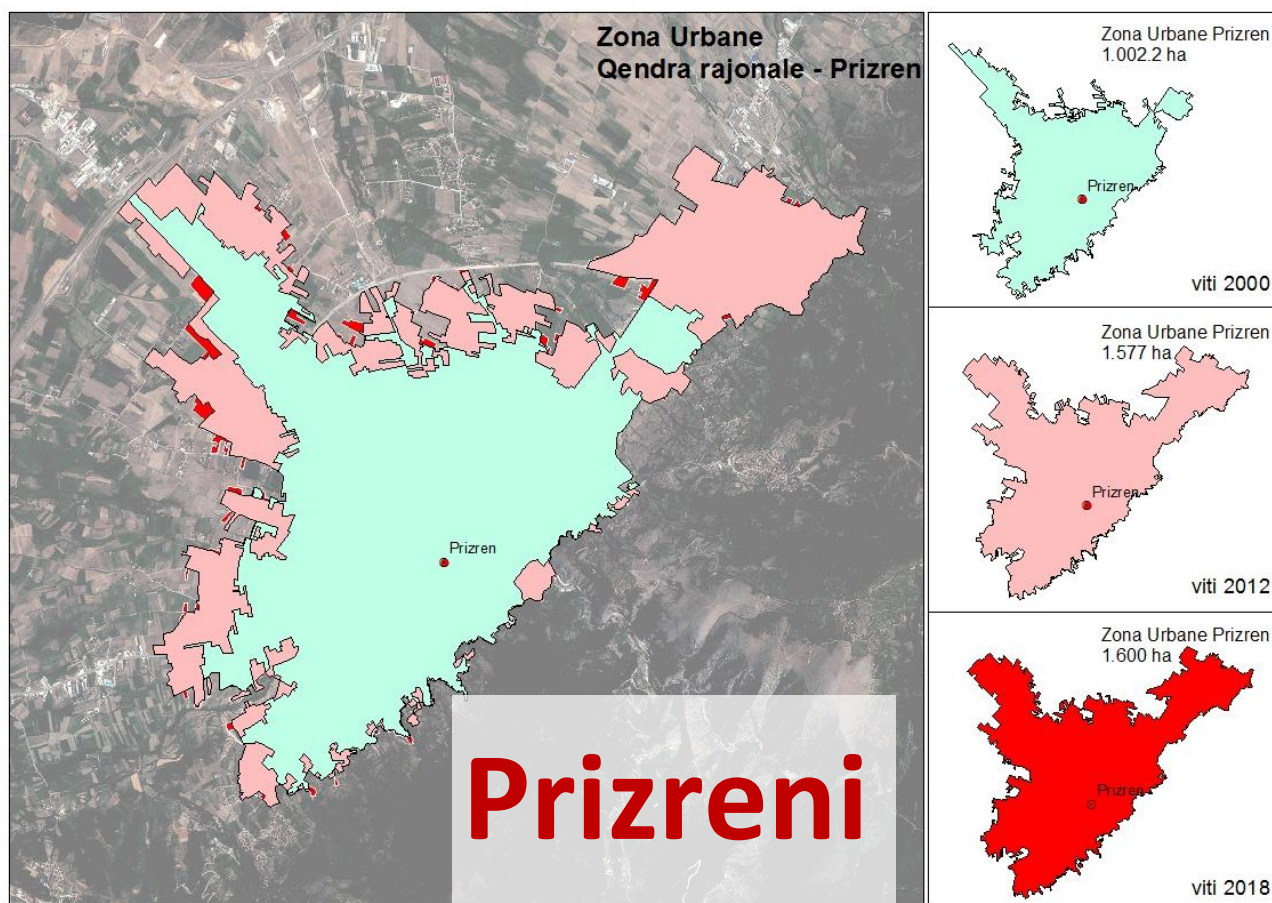 Zona Urbane
Qendra rajonale - Prizren
Prizren
Prizreni
Zona Urbane Prizren
1.002.2 ha
Prizren
viti 2000
Zona Urbane Prizren
1.577 ha
Prizren
viti 2012
Zona Urbane Prizren
1.600 ha
Prizren
viti 2018